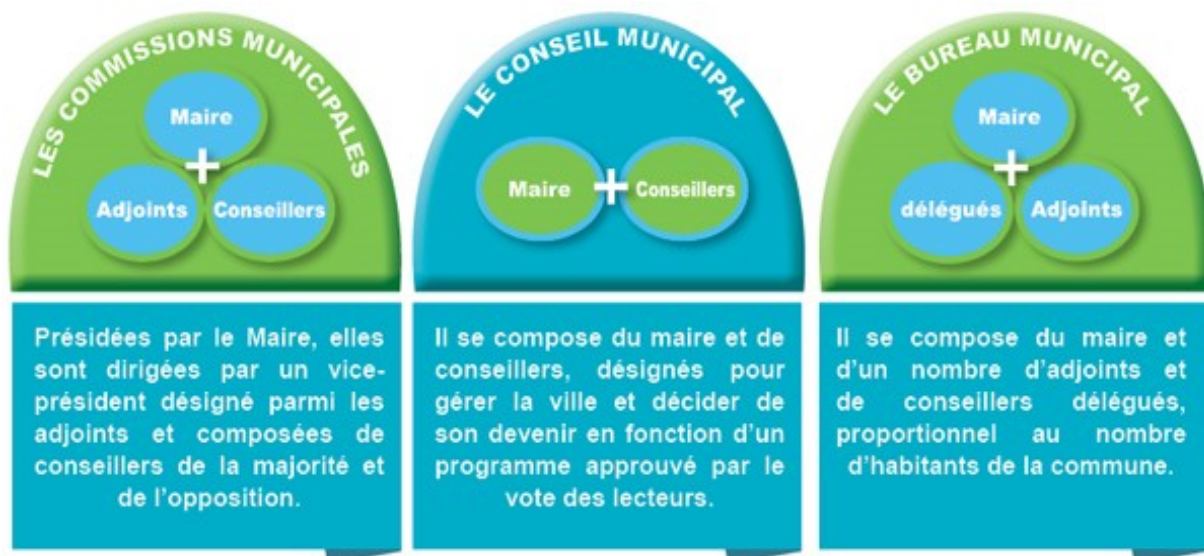 LES COMMISSIONS MUNICIPALES
Maire
+
Adjoints
Conseillers
Présidées par le Maire, elles
sont dirigées par un vice-
président désigné parmi les
adjoints et composées de
conseillers de la majorité et
de l’opposition.
LE CONSEIL MUNICIPAL
Maire + Conseillers
Il se compose du maire et de
conseillers, désignés pour
gérer la ville et décider de
son devenir en fonction d’un
programme approuvé par le
vote des lecteurs.
LE BUREAU MUNICIPAL
Maire
+
délégués
Adjoints
Il se compose du maire et
d’un nombre d’adjoints et
de conseillers délégués,
proportionnel au nombre
d’habitants de la commune.